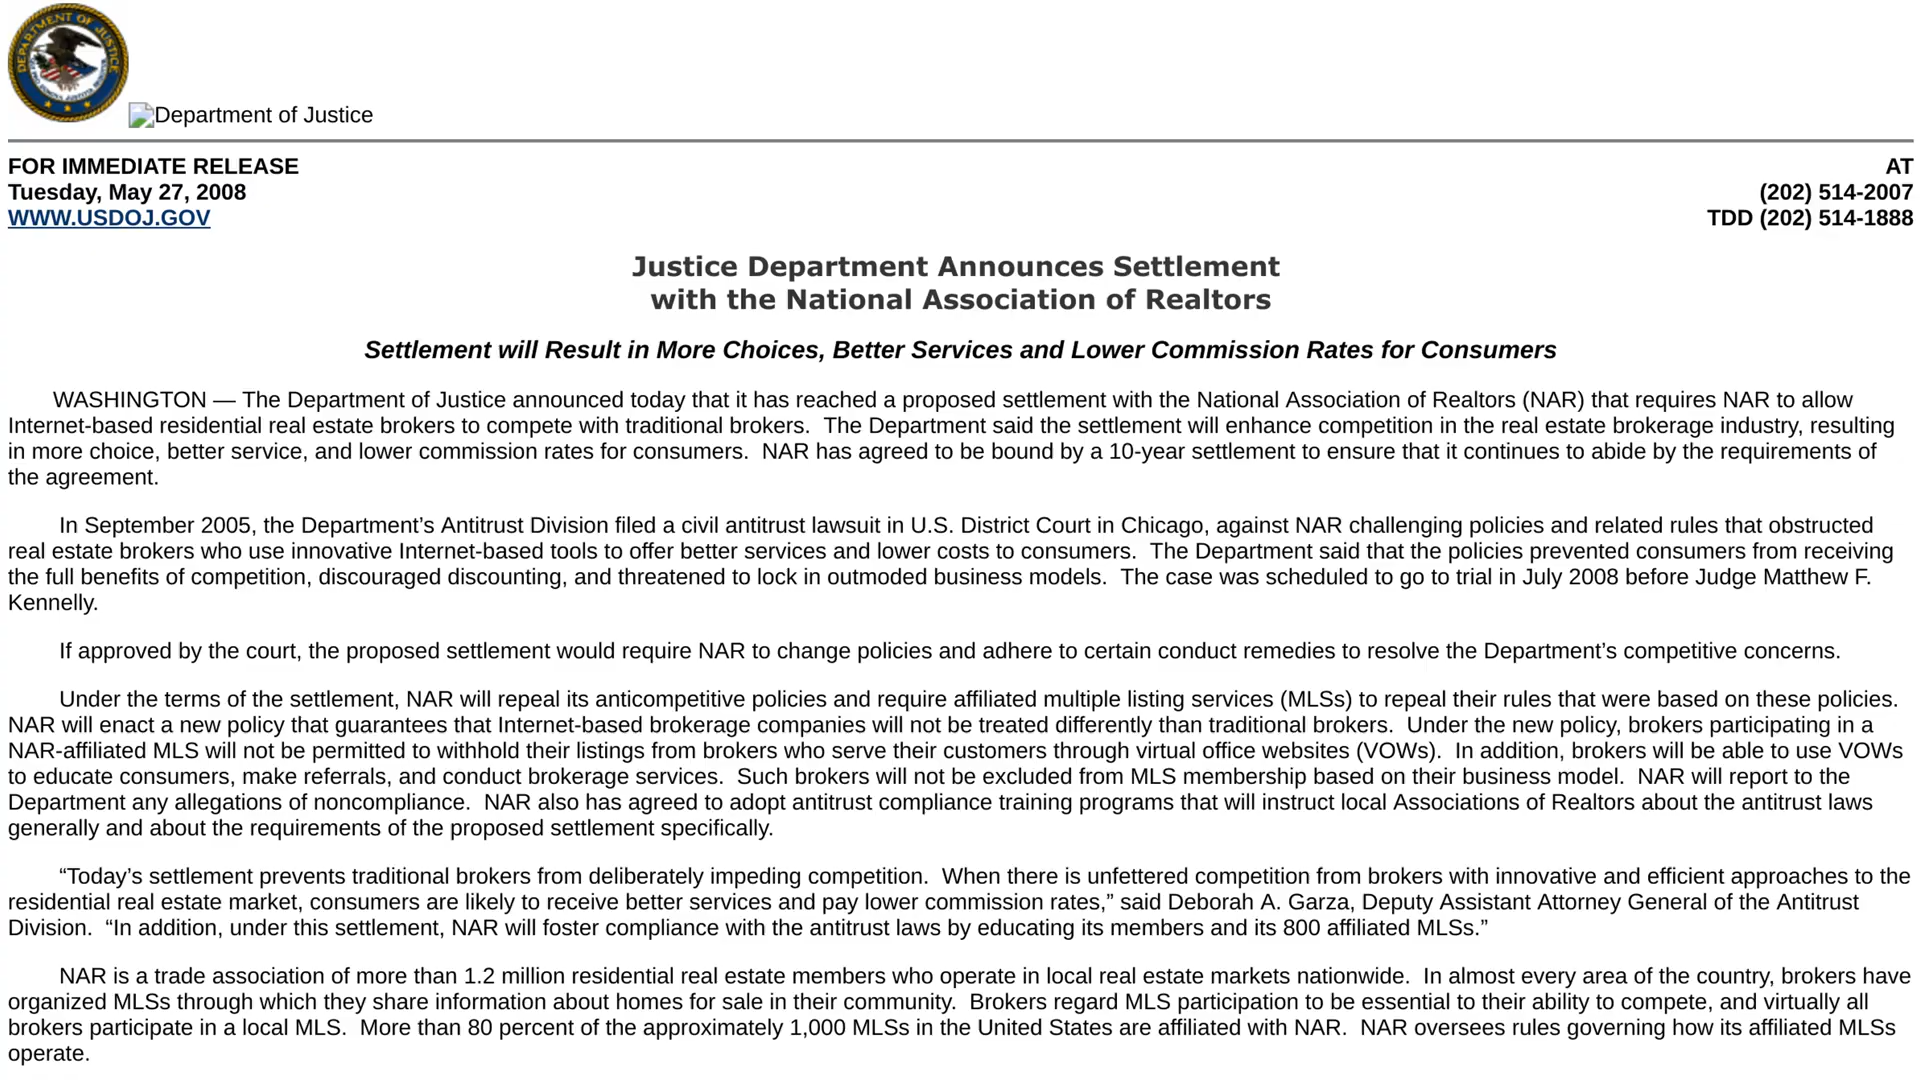 DEPARTMENT OF JUSTICE
Department of Justice
FOR IMMEDIATE RELEASE
Tuesday, May 27, 2008
WWW.USDOJ.GOV
AT
(202) 514-2007
TDD (202) 514-1888
Justice Department Announces Settlement
with the National Association of Realtors
Settlement will Result in More Choices, Better Services and Lower Commission Rates for Consumers
WASHINGTON — The Department of Justice announced today that it has reached a proposed settlement with the National Association of Realtors (NAR) that requires NAR to allow
Internet-based residential real estate brokers to compete with traditional brokers.  The Department said the settlement will enhance competition in the real estate brokerage industry, resulting
in more choice, better service, and lower commission rates for consumers.  NAR has agreed to be bound by a 10-year settlement to ensure that it continues to abide by the requirements of
the agreement.
In September 2005, the Department’s Antitrust Division filed a civil antitrust lawsuit in U.S. District Court in Chicago, against NAR challenging policies and related rules that obstructed
real estate brokers who use innovative Internet-based tools to offer better services and lower costs to consumers.  The Department said that the policies prevented consumers from receiving
the full benefits of competition, discouraged discounting, and threatened to lock in outmoded business models.  The case was scheduled to go to trial in July 2008 before Judge Matthew F.
Kennelly.
If approved by the court, the proposed settlement would require NAR to change policies and adhere to certain conduct remedies to resolve the Department’s competitive concerns.
Under the terms of the settlement, NAR will repeal its anticompetitive policies and require affiliated multiple listing services (MLSs) to repeal their rules that were based on these policies.
NAR will enact a new policy that guarantees that Internet-based brokerage companies will not be treated differently than traditional brokers.  Under the new policy, brokers participating in a
NAR-affiliated MLS will not be permitted to withhold their listings from brokers who serve their customers through virtual office websites (VOWs).  In addition, brokers will be able to use VOWs
to educate consumers, make referrals, and conduct brokerage services.  Such brokers will not be excluded from MLS membership based on their business model.  NAR will report to the
Department any allegations of noncompliance.  NAR also has agreed to adopt antitrust compliance training programs that will instruct local Associations of Realtors about the antitrust laws
generally and about the requirements of the proposed settlement specifically.
“Today’s settlement prevents traditional brokers from deliberately impeding competition.  When there is unfettered competition from brokers with innovative and efficient approaches to the
residential real estate market, consumers are likely to receive better services and pay lower commission rates,” said Deborah A. Garza, Deputy Assistant Attorney General of the Antitrust
Division.  “In addition, under this settlement, NAR will foster compliance with the antitrust laws by educating its members and its 800 affiliated MLSs.”
NAR is a trade association of more than 1.2 million residential real estate members who operate in local real estate markets nationwide.  In almost every area of the country, brokers have
organized MLSs through which they share information about homes for sale in their community.  Brokers regard MLS participation to be essential to their ability to compete, and virtually all
brokers participate in a local MLS.  More than 80 percent of the approximately 1,000 MLSs in the United States are affiliated with NAR.  NAR oversees rules governing how its affiliated MLSs
operate.